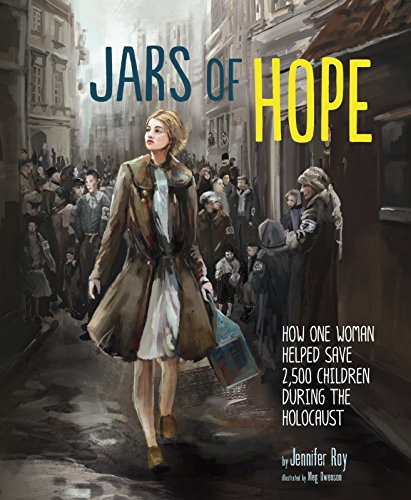 JARS OF HOPE
HOW ONE WOMAN
HELPED SAVE
2,500 CHILDREN
DURING THE
HOLOCAUST
by Jennifer Roy
illustrated by Meg Owenson